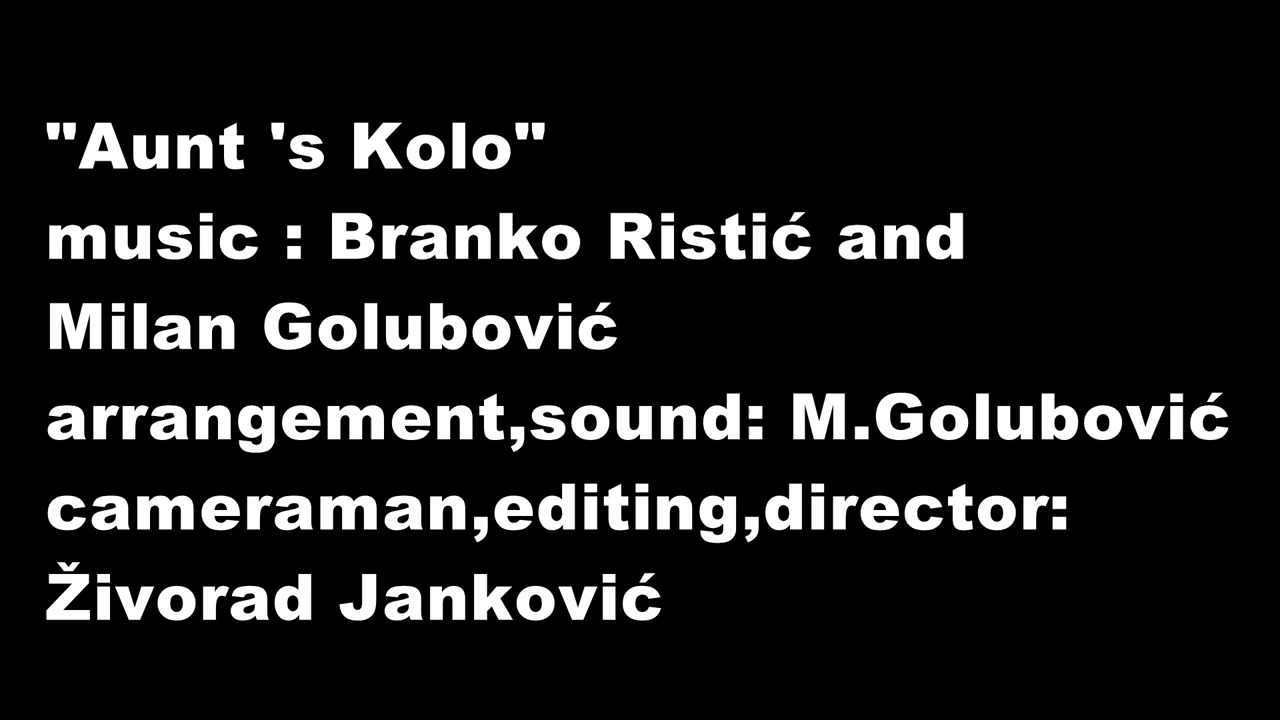 "Aunt 's Kolo"
music : Branko Ristić and
Milan Golubović
arrangement,sound: M.Golubović
cameraman,editing,director:
Živorad Janković